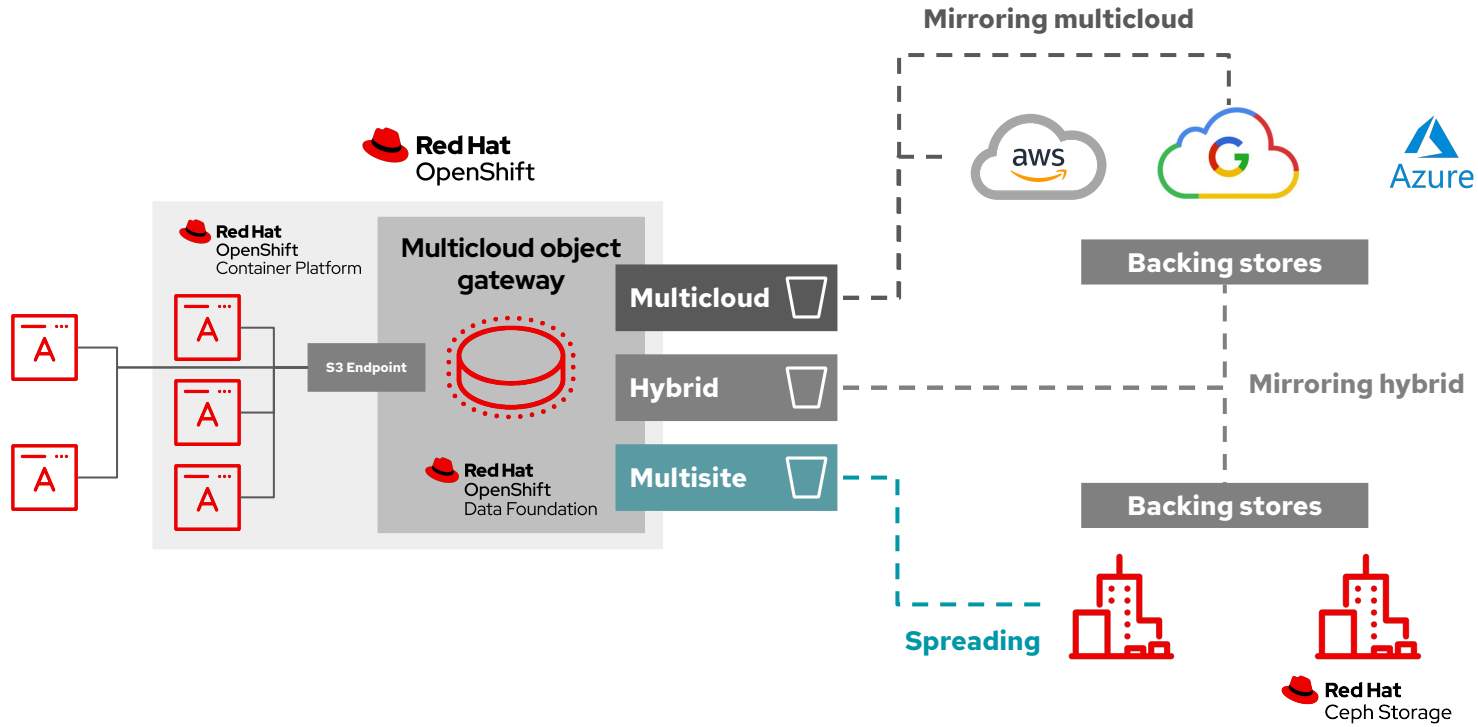 Mirroring multicloud
Red Hat
OpenShift
aws
G
Azure
Red Hat
OpenShift
Container Platform
Multicloud object
gateway
Backing stores
Multicloud
A
A
S3 Endpoint
Hybrid
Mirroring hybrid
A
A
A
Red Hat
OpenShift
Data Foundation
Multisite
Backing stores
Spreading
Red Hat
Ceph Storage